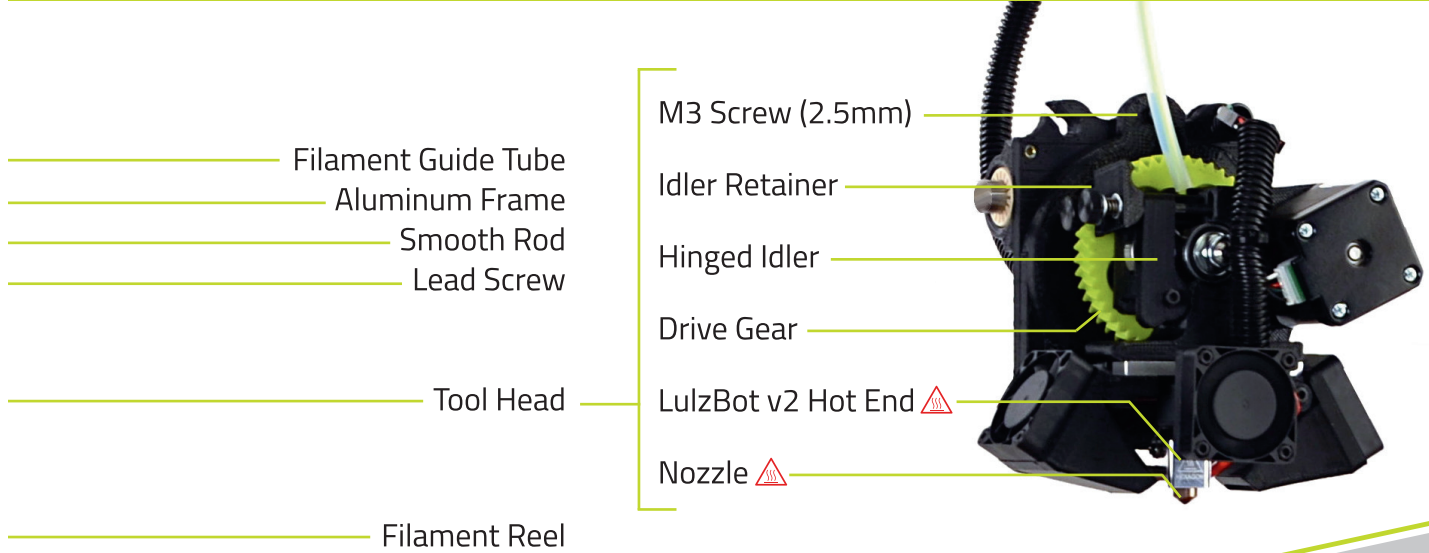 Filament Guide Tube
Aluminum Frame
Smooth Rod
Lead Screw
Tool Head
Filament Reel
M3 Screw (2.5mm)
Idler Retainer
Hinged Idler
Drive Gear
LulzBot v2 Hot End
Nozzle